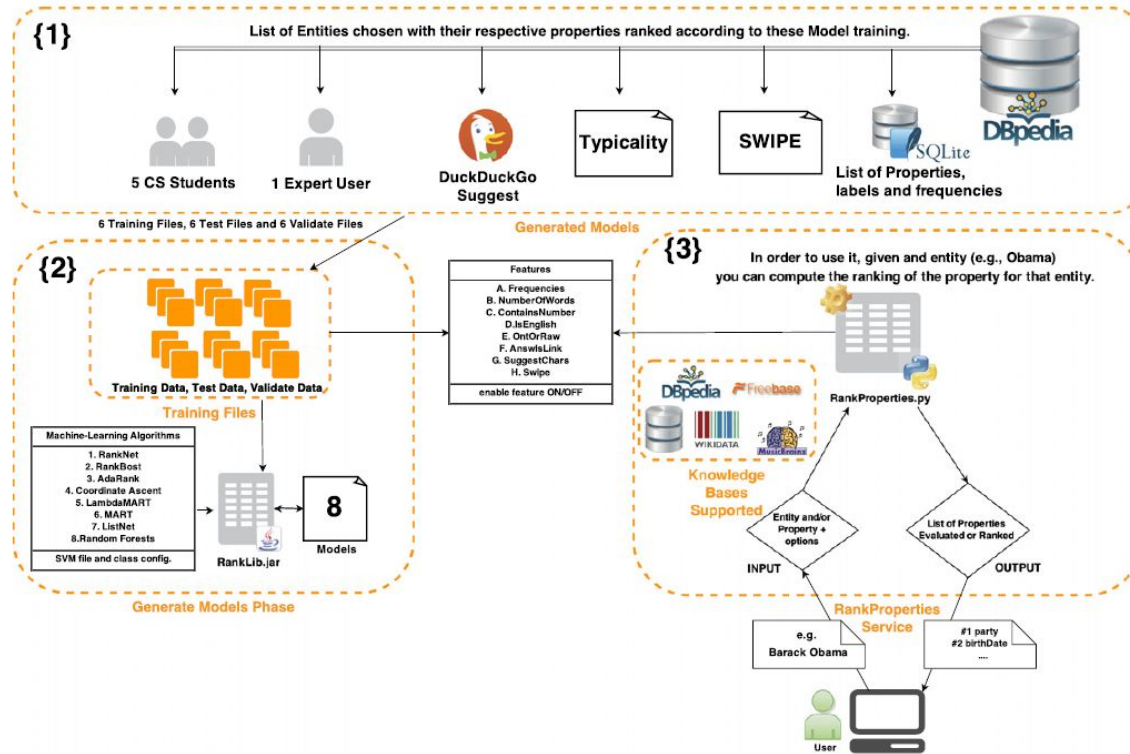 {1}
List of Entities chosen with their respective properties ranked according to these Model training.
DBpedia
5 CS Students
1 Expert User
DuckDuckGo
Suggest
Typicality
SWIPE
SQLite
List of Properties,
labels and frequencies
6 Training Files, 6 Test Files and 6 Validate Files
Generated Models
{2}
Training Data, Test Data, Validate Data
Training Files
Machine-Learning Algorithms
1. RankNet
2. RankBost
3. AdaRank
4. Coordinate Ascent
5. LambdaMART
6. MART
7. ListNet
8.Random Forests
SVM file and class config.
RankLib.jar
8
Models
Generate Models Phase
Features
A. Frequencies
B. NumberOfWords
C. ContainsNumber
D.IsEnglish
E. OntOrRaw
F. AnswIsLink
G. SuggestChars
H. Swipe
enable feature ON/OFF
{3}
In order to use it, given and entity (e.g., Obama)
you can compute the ranking of the property for that entity.
RankProperties.py
DBpedia
Freebase
WIKIDATA
MusicBrainz
Knowledge
Bases
Supported
Entity and/or
Property +
options
INPUT
List of Properties
Evaluated or Ranked
OUTPUT
RankProperties
Service
e.g.
Barack Obama
#1 party
#2 birthDate
....
User